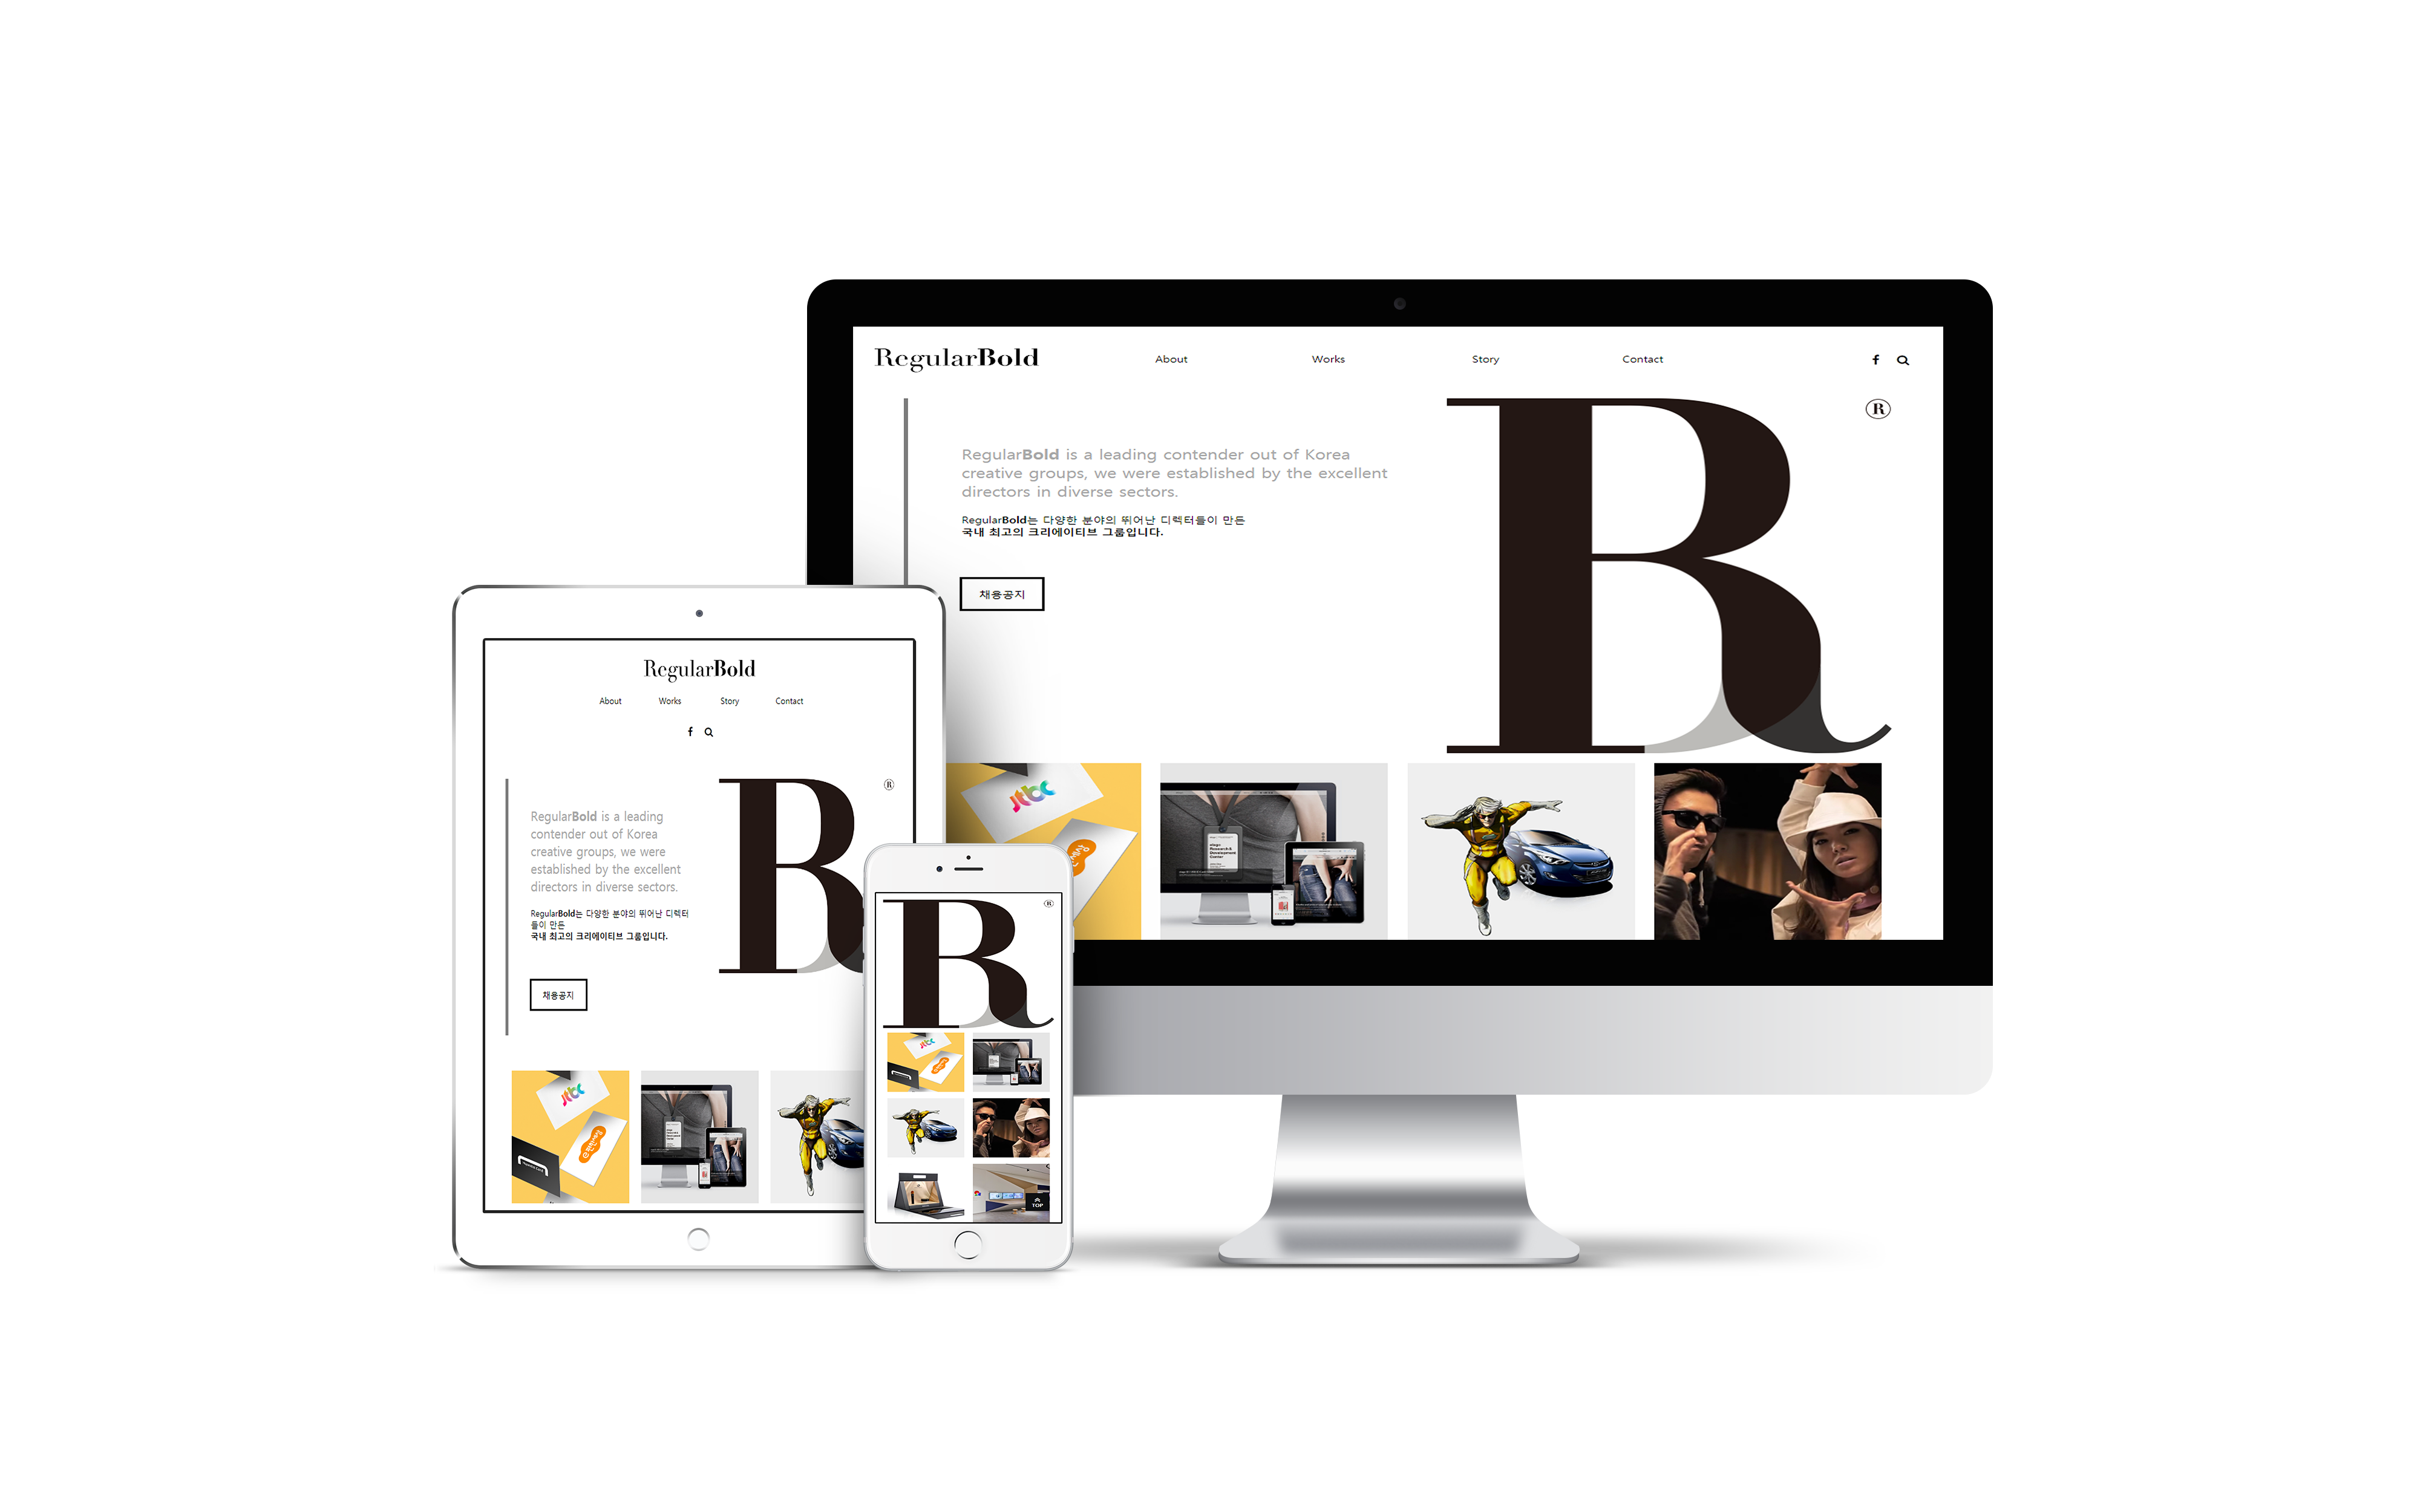 RegularBold
About Works Story Contact
RegularBold is a leading contender out of Korea
creative groups, we were established by the excellent
directors in diverse sectors.
RegularBold는 다양한 분야의 뛰어난 디렉터들이 만든
국내 최고의 크리에이티브 그룹입니다.
채용공지
R
®
jtbc
Research &
Development
Center
RegularBold
About Works Story Contact
RegularBold is a leading
contender out of Korea
creative groups, we were
established by the excellent
directors in diverse sectors.
RegularBold는 다양한 분야의 뛰어난 디렉터
들이 만든
국내 최고의 크리에이티브 그룹입니다.
채용공지
R
®
jtbc
R
®
jtbc
TOP